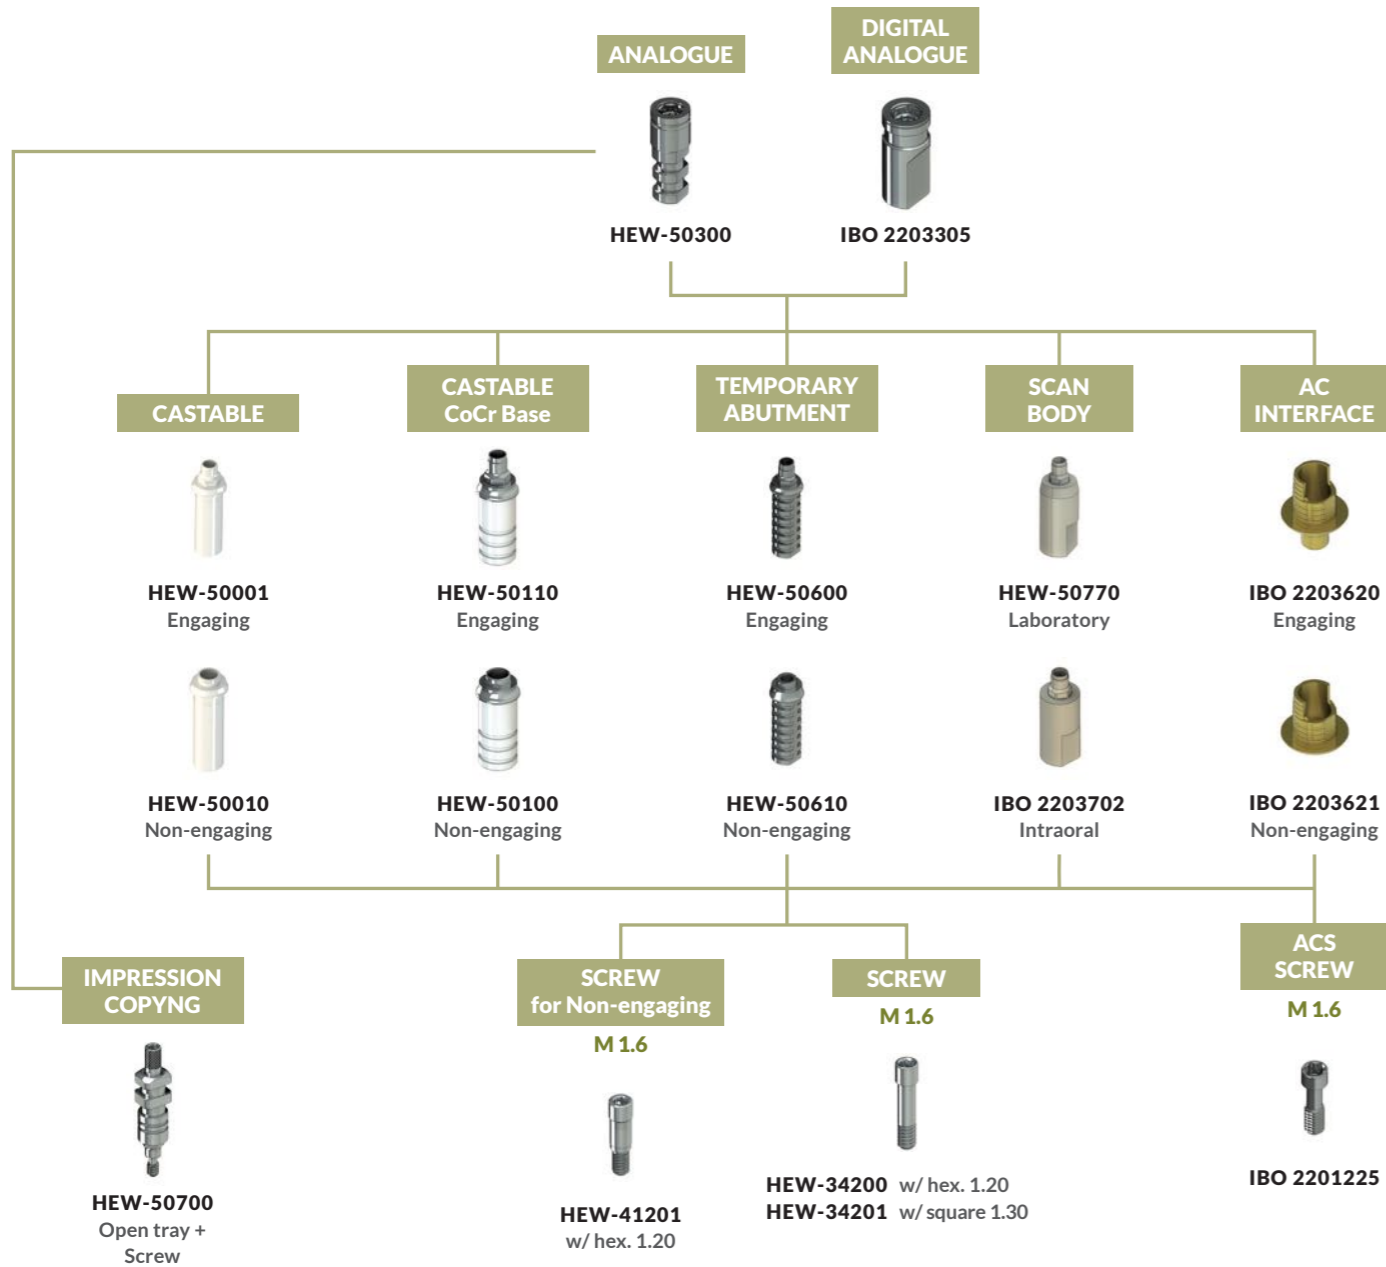 ANALOGUE
DIGITAL
ANALOGUE
HEW-50300
IBO 2203305
CASTABLE
CASTABLE
CoCr Base
TEMPORARY
ABUTMENT
SCAN
BODY
AC
INTERFACE
HEW-50001
Engaging
HEW-50110
Engaging
HEW-50600
Engaging
HEW-50770
Laboratory
IBO 2203620
Engaging
HEW-50010
Non-engaging
HEW-50100
Non-engaging
HEW-50610
Non-engaging
IBO 2203702
Intraoral
IBO 2203621
Non-engaging
IMPRESSION
COPYNG
HEW-50700
Open tray +
Screw
SCREW
for Non-engaging
M 1.6
HEW-41201
w/ hex. 1.20
SCREW
M 1.6
HEW-34200 w/ hex. 1.20
HEW-34201 w/ square 1.30
ACS
SCREW
M 1.6
IBO 2201225